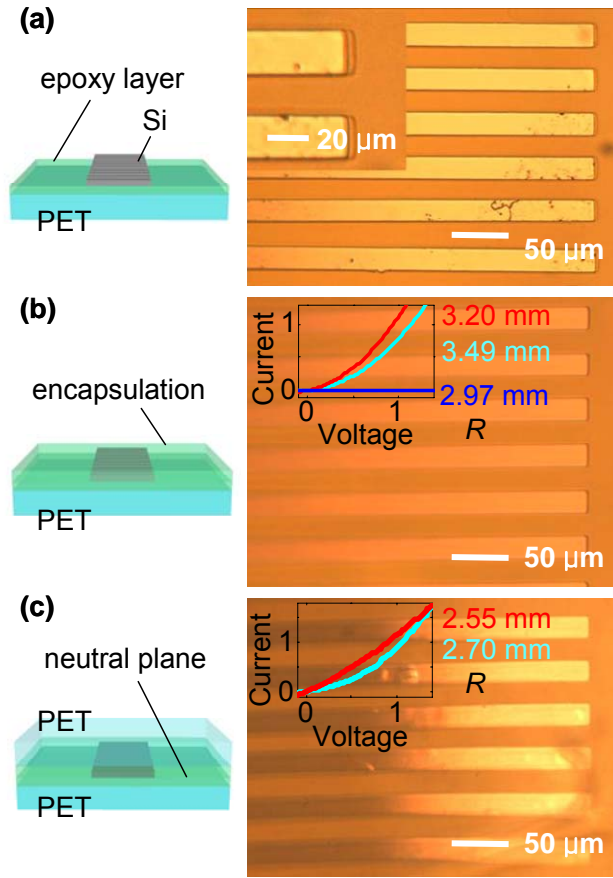 (a)
epoxy layer
Si
PET
20 µm
50 µm
(b)
encapsulation
PET
Current
1
0
0 1
Voltage
3.20 mm
3.49 mm
2.97 mm
R
50 µm
(c)
neutral plane
PET
PET
Current
1
0
0 1
Voltage
2.55 mm
2.70 mm
R
50 µm